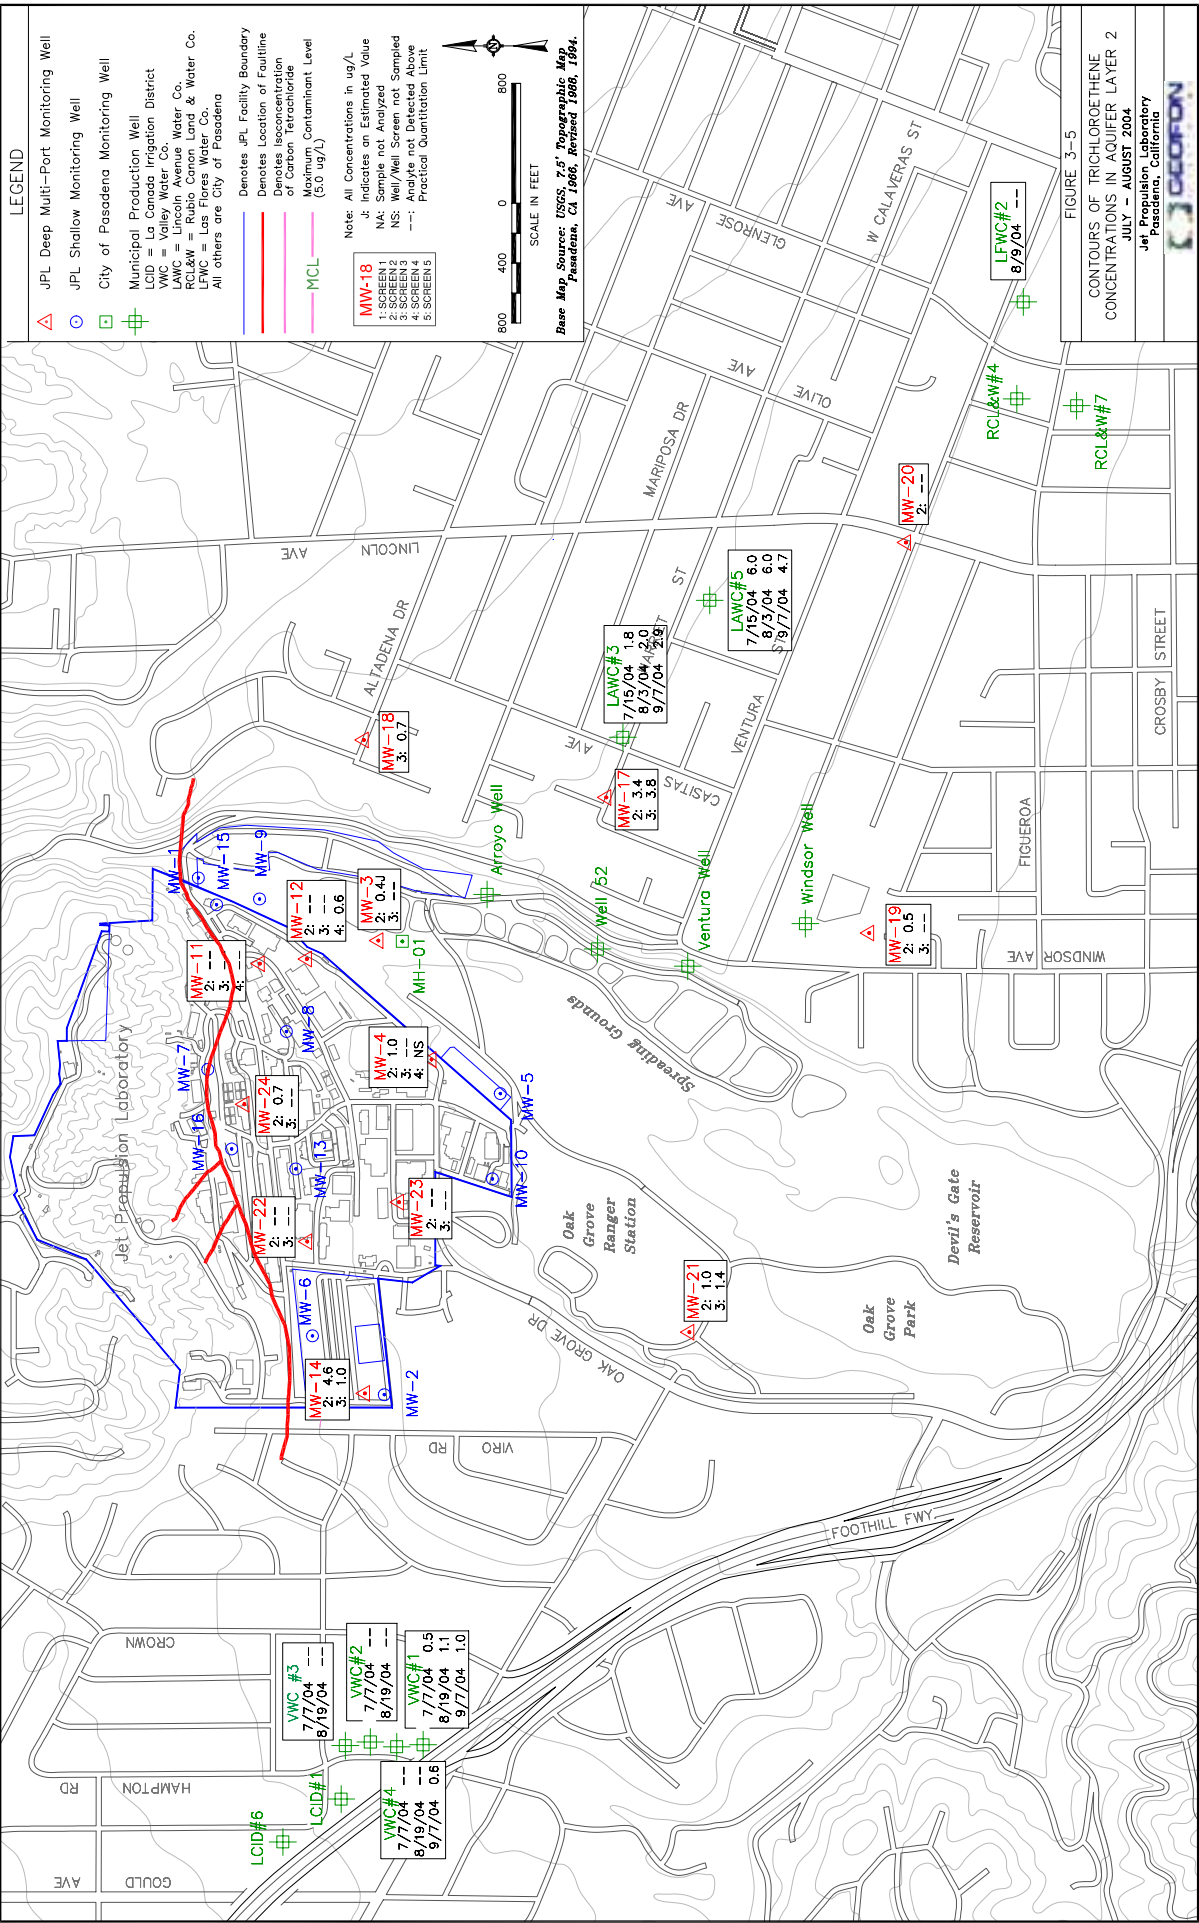 LEGEND
JPL Deep Multi-Port Monitoring Well
JPL Shallow Monitoring Well
City of Pasadena Monitoring Well
Municipal Production Well
LCID = La Canada Irrigation District
VWC = Valley Water Co.
LAWC = Lincoln Avenue Water Co.
RCL&W = Rubio Canon Land & Water Co.
LFWC = Las Flores Water Co.
All others are City of Pasadena
Denotes JPL Facility Boundary
Denotes Location of Faultline
Denotes Isoconcentration
of Carbon Tetrachloride
MCL
Maximum Contaminant Level
(5.0 ug/L)
MW-18
1: SCREEN 1
2: SCREEN 2
3: SCREEN 3
4: SCREEN 4
5: SCREEN 5
Note: All Concentrations in ug/L
J: Indicates an Estimated Value
NA: Sample not Analyzed
NS: Well/Well Screen not Sampled
--: Analyte not Detected Above
Practical Quantitation Limit
N
800 400 0 800
SCALE IN FEET
Base Map Source: USGS, 7.5' Topographic Map
Pasadena, CA 1966, Revised 1988, 1994.
FIGURE 3-5
CONTOURS OF TRICHLOROETHENE
CONCENTRATIONS IN AQUIFER LAYER 2
JULY - AUGUST 2004
Jet Propulsion Laboratory
Pasadena, California
GEOFON
LFWC#2
8/9/04 --
RCL&W#4
RCL&W#7
GLENROSE
AVE
W CALAVERAS ST
OLIVE
AVE
MARIPOSA DR
LINCOLN
AVE
ALTADENA DR
MW-20
2: --
LAWC#5
7/15/04 6.0
8/3/04 6.0
9/7/04 4.7
LAWC#3
7/15/04 1.8
8/3/04 2.0
9/7/04 2.9
ST
VENTURA
ST
CASITAS
AVE
CROSBY STREET
FIGUEROA
WINDSOR AVE
MW-18
3: 0.7
MW-17
2: 3.4
3: 3.8
Arroyo Well
Well 52
Ventura Well
Windsor Well
MW-19
2: 0.5
3: --
MW-1
MW-15
MW-9
MW-12
2: --
3: --
4: 0.6
MW-3
2: 0.4J
3: --
MH-01
MW-11
2: --
3: --
4: --
MW-8
MW-4
2: 1.0
3: --
4: NS
MW-7
MW-24
2: 0.7
3: --
MW-16
MW-13
MW-5
MW-10
MW-23
2: --
3: --
MW-22
2: --
3: --
MW-6
MW-14
2: 4.6
3: 1.0
MW-2
MW-21
2: 1.0
3: 1.4
Jet Propulsion Laboratory
Spreading Grounds
Oak
Grove
Ranger
Station
Devil's Gate
Reservoir
Oak
Grove
Park
OAK GROVE DR
VIRO
RD
FOOTHILL FWY
CROWN
HAMPTON
RD
GOULD
AVE
VWC #3
7/7/04 --
8/19/04 --
VWC#2
7/7/04 --
8/19/04 --
VWC#1
7/7/04 0.5
8/19/04 1.1
9/7/04 1.0
VWC#4
7/7/04 --
8/19/04 --
9/7/04 0.6
LCID#1
LCID#6